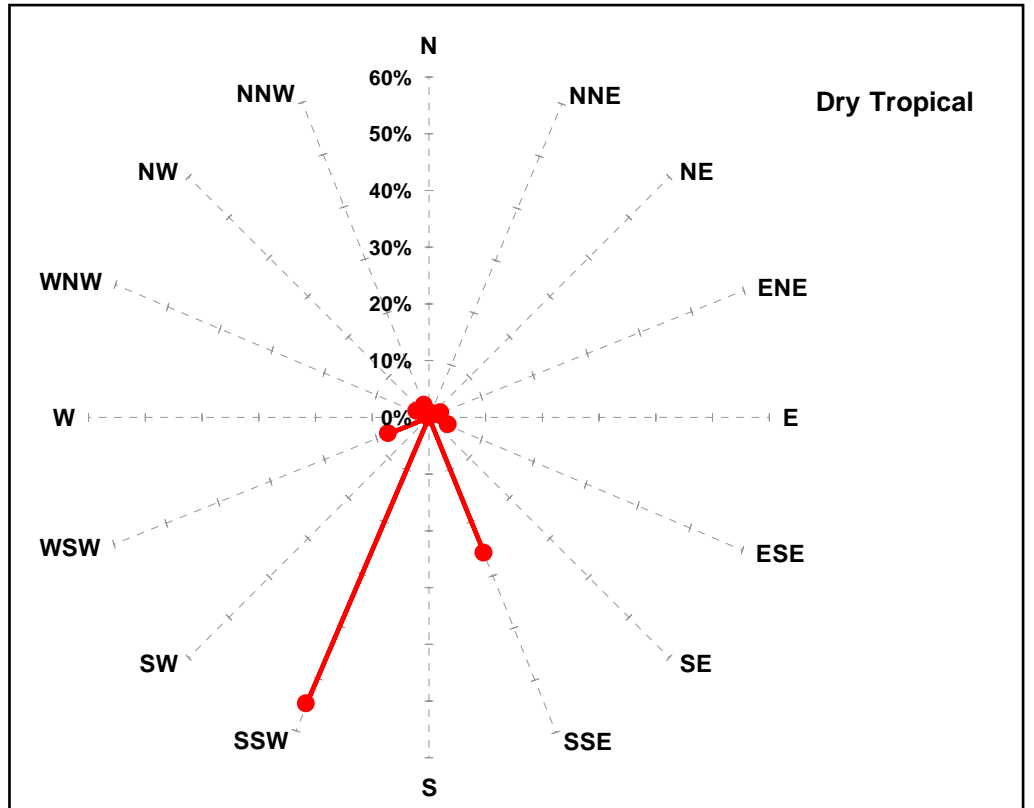 N
60%
NNW
NNE
Dry Tropical
50%
NW
NE
40%
30%
WNW
ENE
20%
10%
W
0%
E
WSW
ESE
SW
SE
SSW
SSE
S